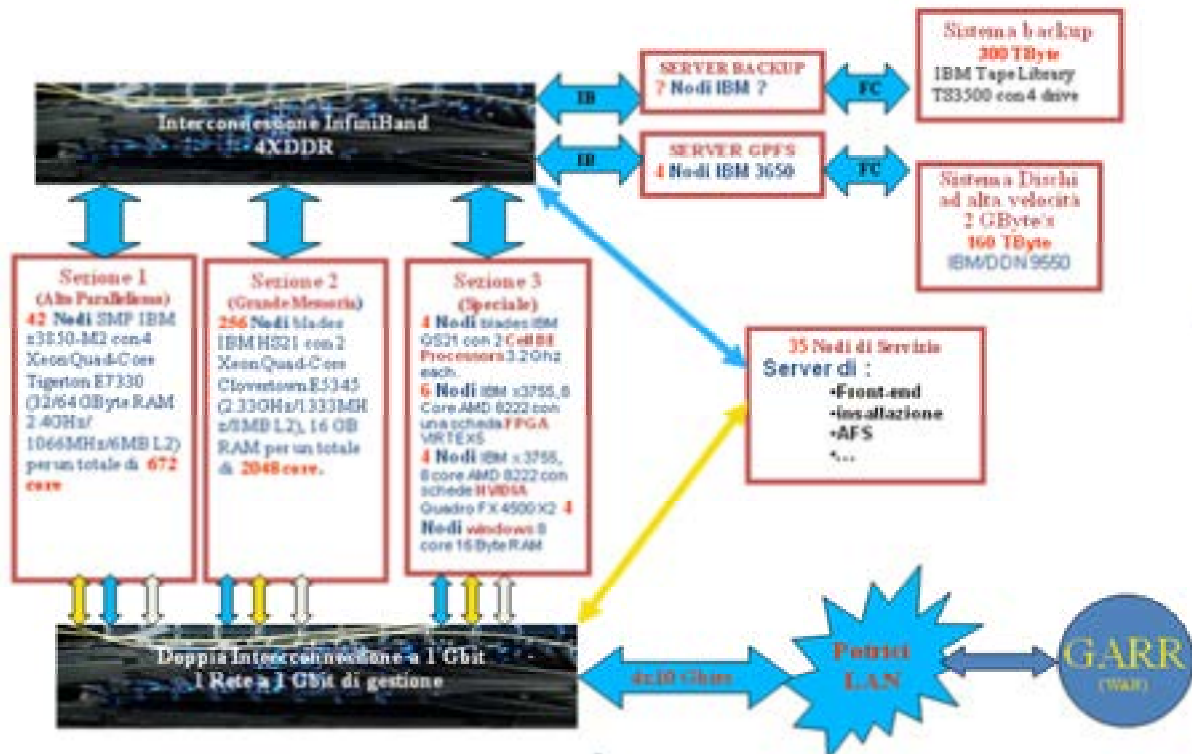 Sistema backup
300 TByte
IBM Tape Library
TS3500 con 4 drive
SERVER BACKUP
? Nodi IBM ?
IB
FC
Interconnessione InfiniBand
4XDDR
IB
SERVER GPFS
4 Nodi IBM 3650
FC
Sistema Dischi
ad alta velocità
2 GByte/s
160 TByte
IBM/DDN 9550
Sezione 1
(Alto Parallelismo)
42 Nodi SMP IBM
x3850-M2 con 4
Xeon Quad-Core
Tigerton E7330
(32/64 GByte RAM
2.4GHz/
1066MHz/6MB L2)
per un totale di 672
core
Sezione 2
(Grande Memoria)
256 Nodi blades
IBM HS21 con 2
Xeon Quad-Core
Clovertown E5345
(2.33GHz/1333MH
z/8MB L2), 16 GB
RAM per un totale
di 2048 core.
Sezione 3
(Speciale)
4 Nodi blades IBM
QS21 con 2 Cell BE
Processors 3.2 Ghz
each.
6 Nodi IBM x3755, 8
Core AMD 8222 con
una scheda FPGA
VIRTEX5
4 Nodi IBM x 3755,
8 core AMD 8222 con
schede NVIDIA
Quadro FX 4500 X2 4
Nodi windows 8
core 16 Byte RAM
35 Nodi di Servizio
Server di :
•Front-end
•insallazione
•AFS
•...
Doppia Interconnessione a 1 Gbit
1 Rete a 1 Gbit di gestione
4x10 Gbits
Portici
LAN
GARR
(WAN)